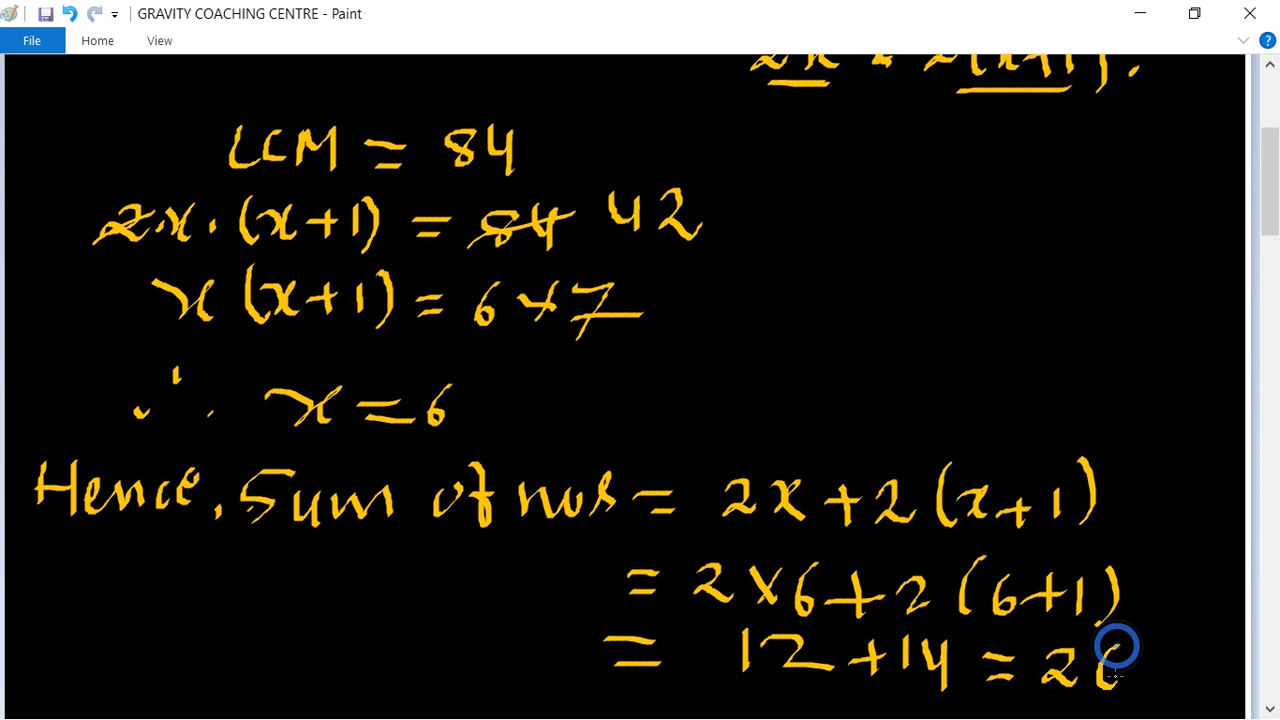 GRAVITY COACHING CENTRE - Paint
File Home View
LCM = 84
2x.(x+1) = 84 42
x(x+1) = 6×7
∴ x = 6
Hence, Sum of nos = 2x+2(x+1)
= 2×6+2(6+1)
= 12+14 = 26